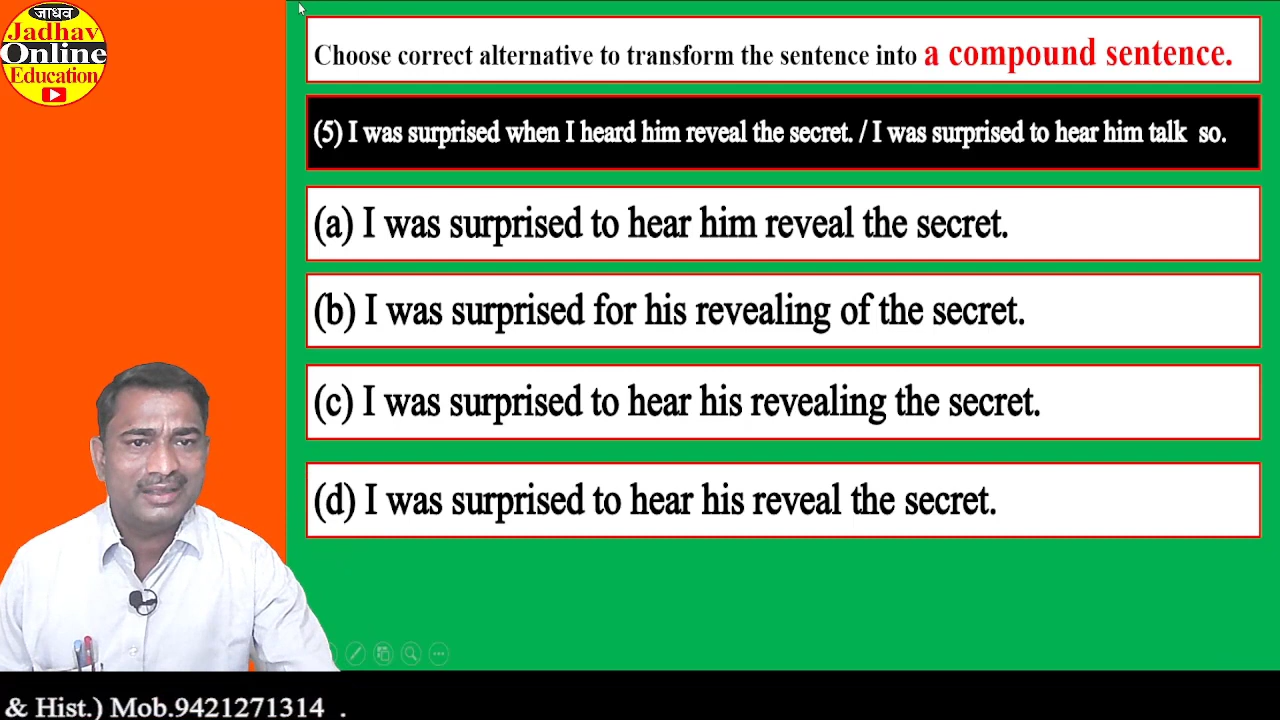 जाधव
Jadhav
Online
Education
Choose correct alternative to transform the sentence into a compound sentence.
(5) I was surprised when I heard him reveal the secret. / I was surprised to hear him talk so.
(a) I was surprised to hear him reveal the secret.
(b) I was surprised for his revealing of the secret.
(c) I was surprised to hear his revealing the secret.
(d) I was surprised to hear his reveal the secret.
& Hist.) Mob.9421271314 .